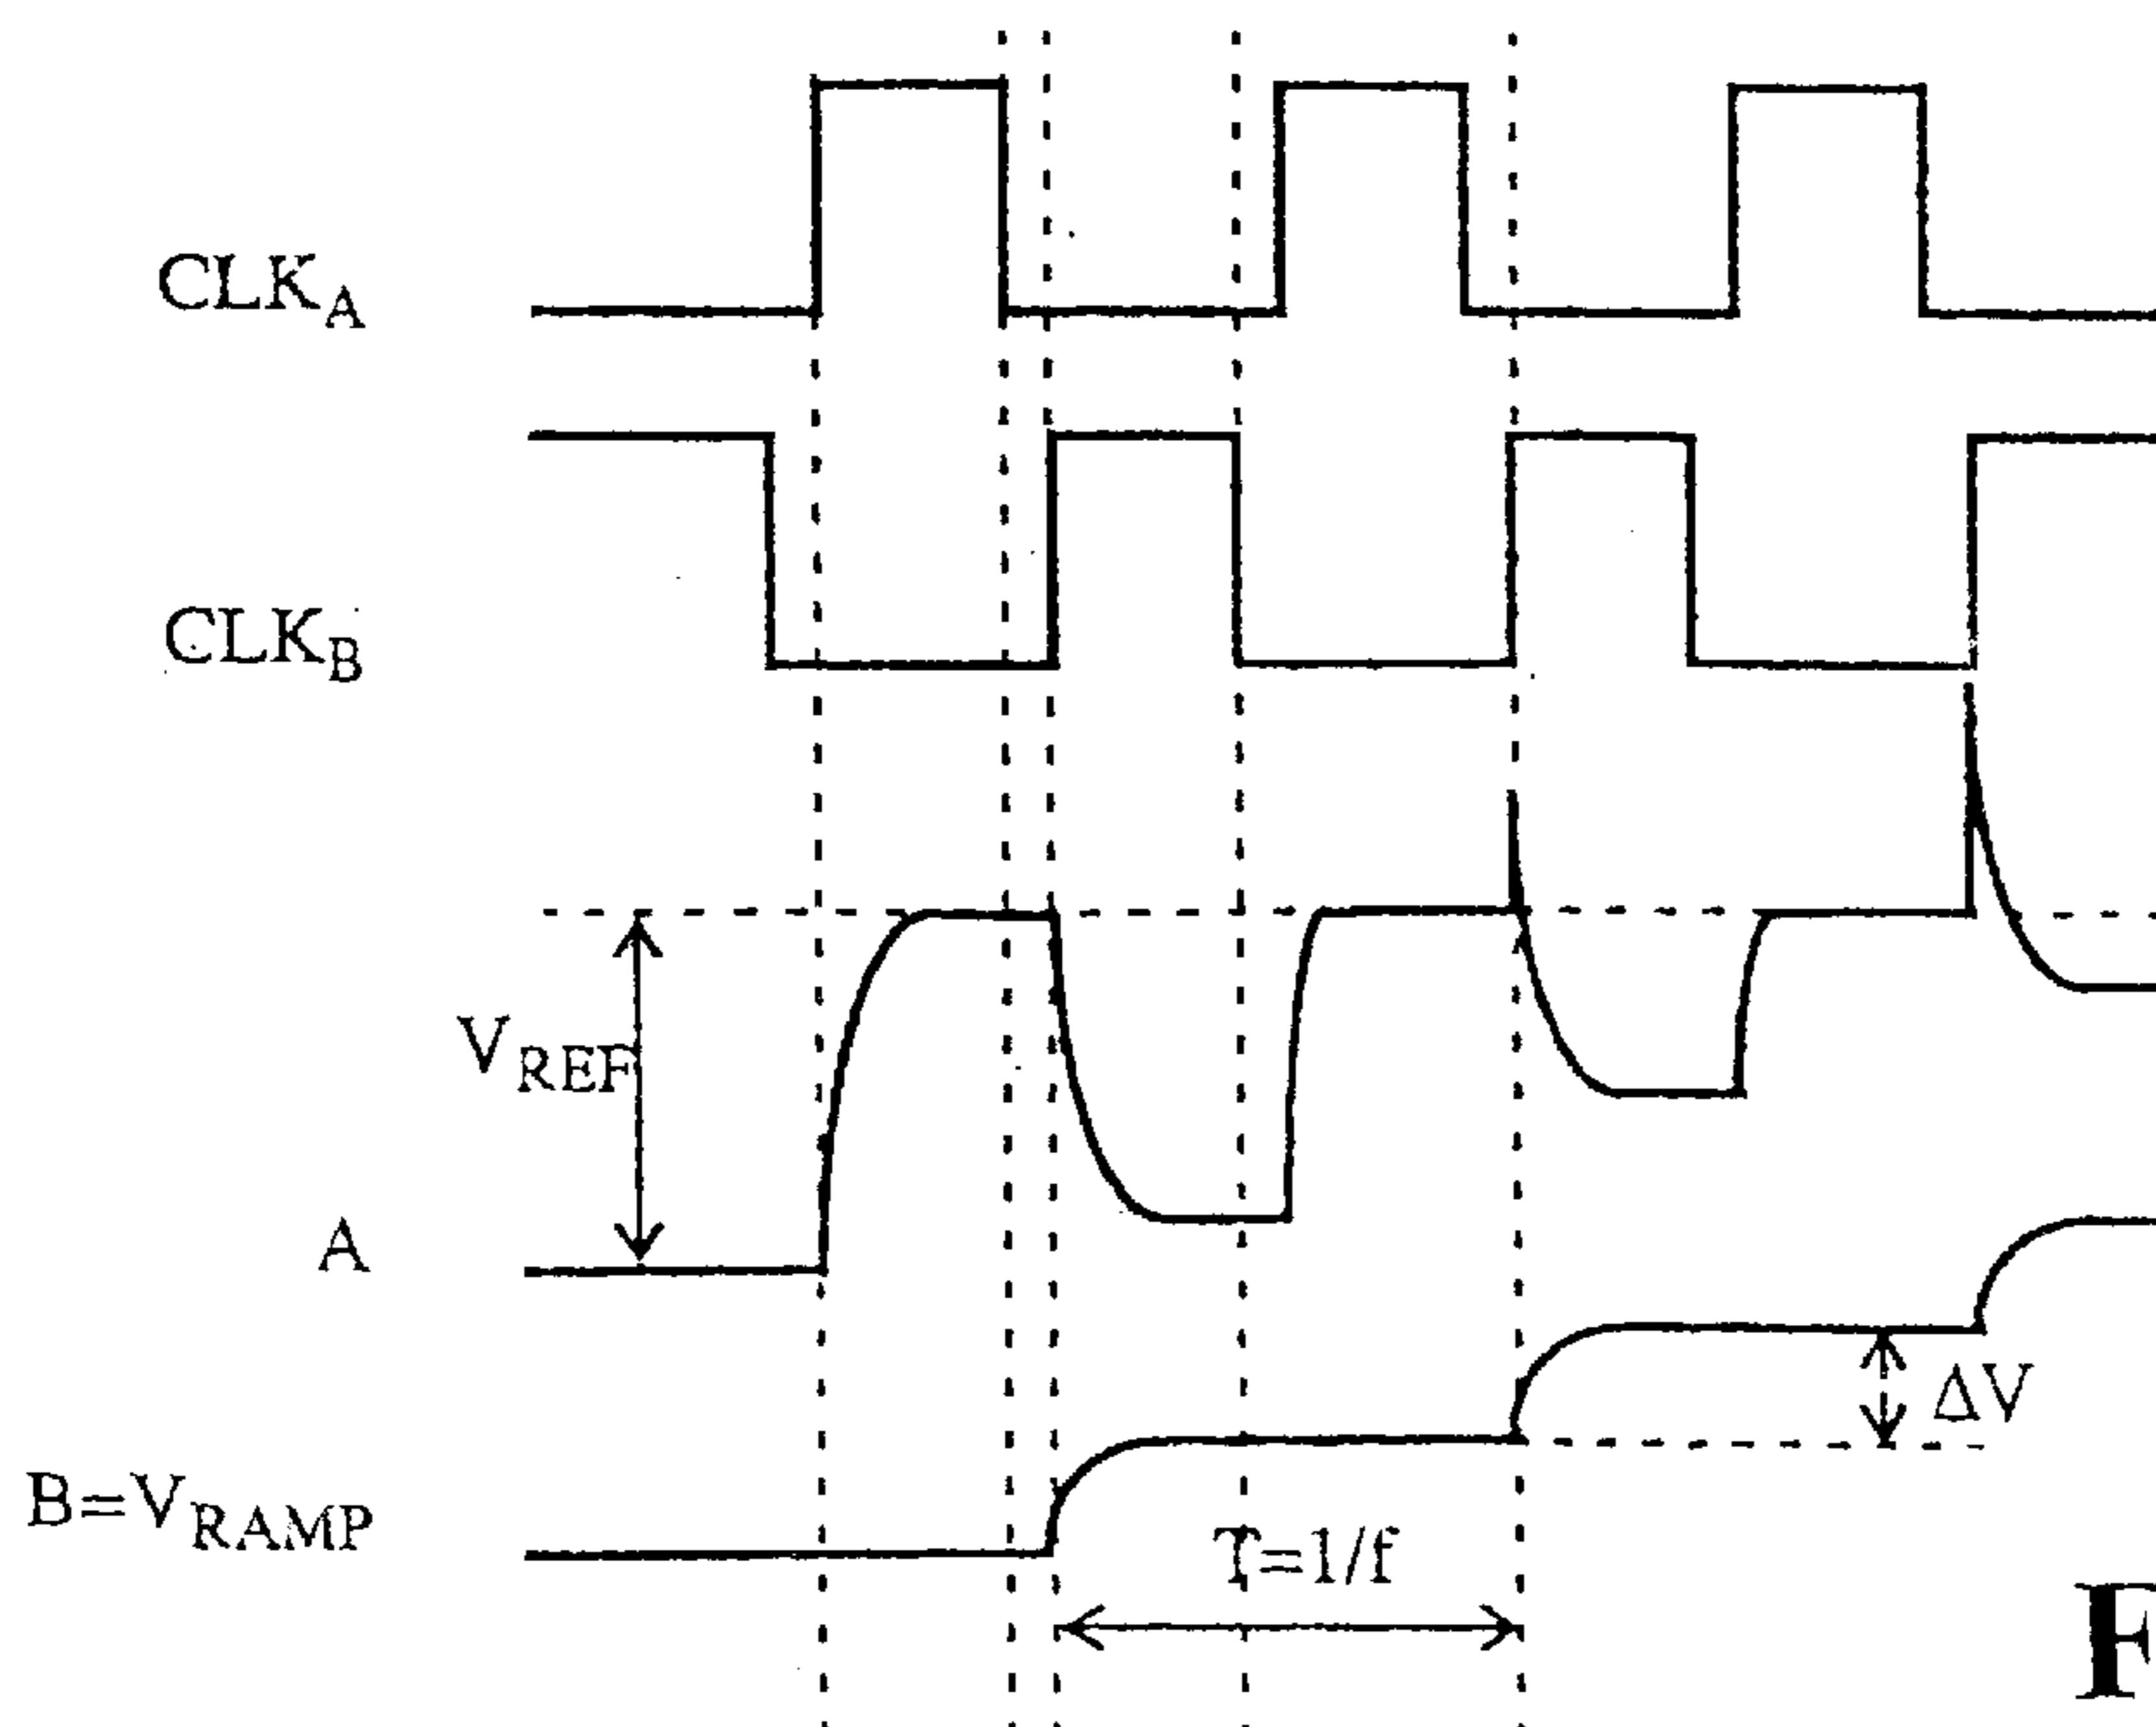 CLK_A
CLK_B
V_REF
A
ΔV
B=V_RAMP
T=1/f
F